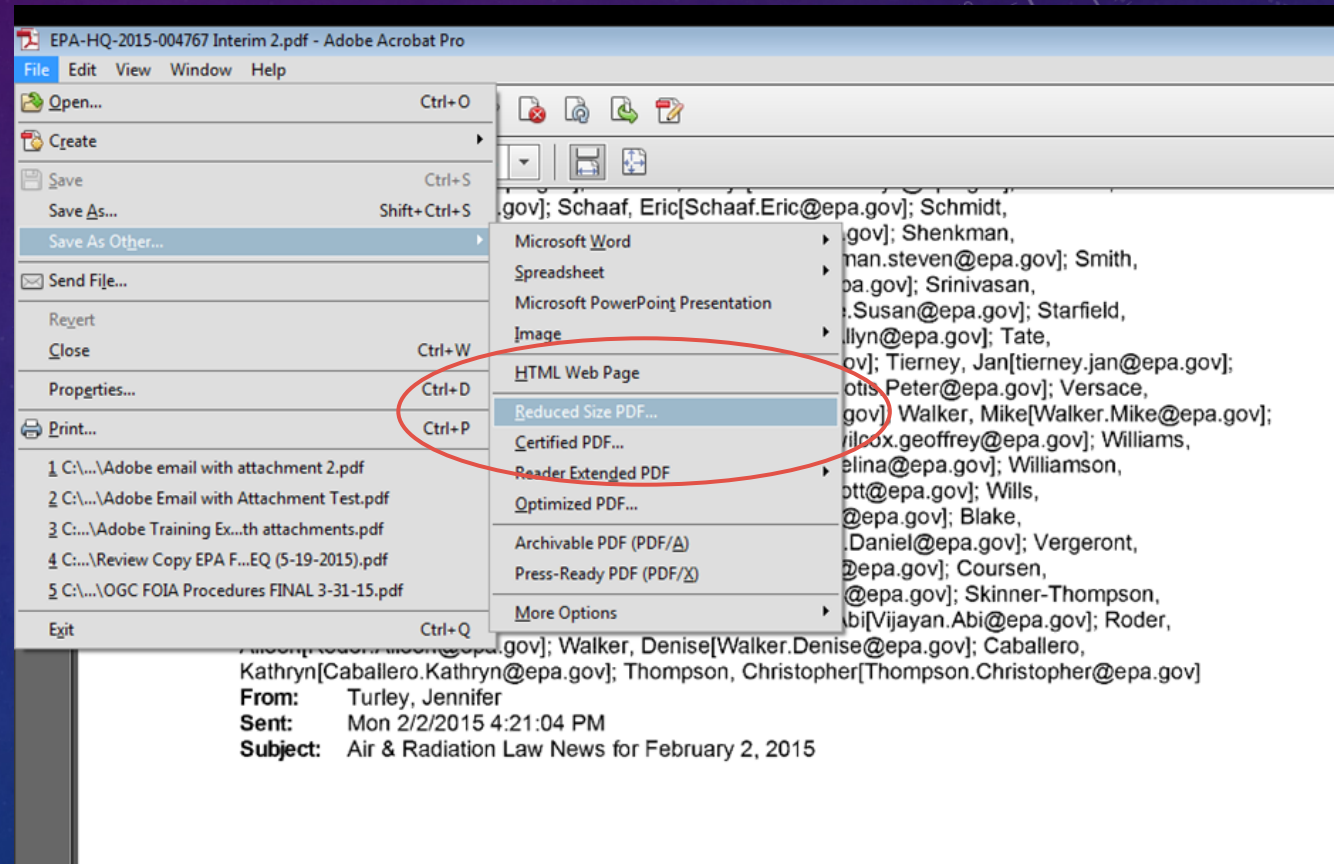 EPA-HQ-2015-004767 Interim 2.pdf - Adobe Acrobat Pro
File Edit View Window Help
Open... Ctrl+O
Create
Save Ctrl+S
Save As... Shift+Ctrl+S
Save As Other...
Send File...
Revert
Close Ctrl+W
Properties... Ctrl+D
Print... Ctrl+P
1 C:\...\Adobe email with attachment 2.pdf
2 C:\...\Adobe Email with Attachment Test.pdf
3 C:...\Adobe Training Ex...th attachments.pdf
4 C:...\Review Copy EPA F...EQ (5-19-2015).pdf
5 C:\...\OGC FOIA Procedures FINAL 3-31-15.pdf
Exit Ctrl+Q
Microsoft Word
Spreadsheet
Microsoft PowerPoint Presentation
Image
HTML Web Page
Reduced Size PDF...
Certified PDF...
Reader Extended PDF
Optimized PDF...
Archivable PDF (PDF/A)
Press-Ready PDF (PDF/X)
More Options
.gov]; Schaaf, Eric[Schaaf.Eric@epa.gov]; Schmidt,
.gov]; Shenkman,
man.steven@epa.gov]; Smith,
pa.gov]; Srinivasan,
.Susan@epa.gov]; Starfield,
llyn@epa.gov]; Tate,
ov]; Tierney, Jan[tierney.jan@epa.gov];
otis.Peter@epa.gov]; Versace,
gov]; Walker, Mike[Walker.Mike@epa.gov];
ilcox.geoffrey@epa.gov]; Williams,
elina@epa.gov]; Williamson,
ott@epa.gov]; Wills,
@epa.gov]; Blake,
.Daniel@epa.gov]; Vergeront,
@epa.gov]; Coursen,
@epa.gov]; Skinner-Thompson,
Abi[Vijayan.Abi@epa.gov]; Roder,
.gov]; Walker, Denise[Walker.Denise@epa.gov]; Caballero,
Kathryn[Caballero.Kathryn@epa.gov]; Thompson, Christopher[Thompson.Christopher@epa.gov]
From: Turley, Jennifer
Sent: Mon 2/2/2015 4:21:04 PM
Subject: Air & Radiation Law News for February 2, 2015